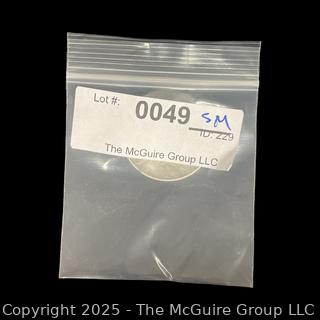 Lot #: 0049 SM
ID: 229
The McGuire Group LLC
Copyright 2025 - The McGuire Group LLC